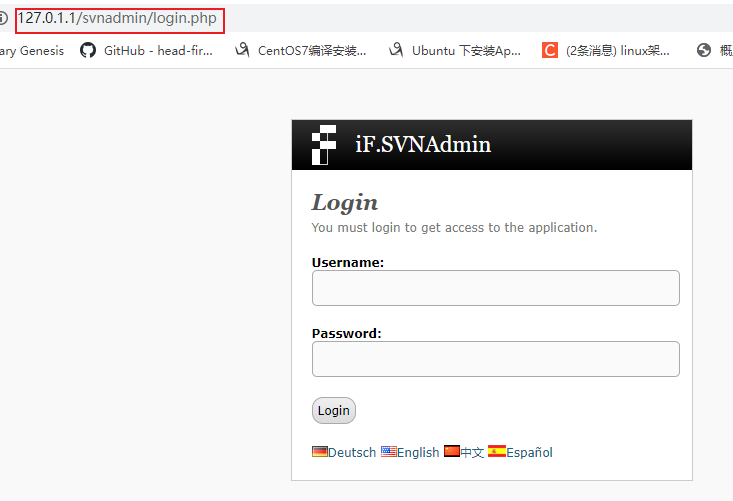 127.0.1.1/svnadmin/login.php
ary Genesis GitHub - head-fir... CentOS7编译安装... Ubuntu 下安装Ap... C (2条消息) linux架... 概
iF.SVNAdmin
Login
You must login to get access to the application.
Username:
Password:
Login
Deutsch English 中文 Español